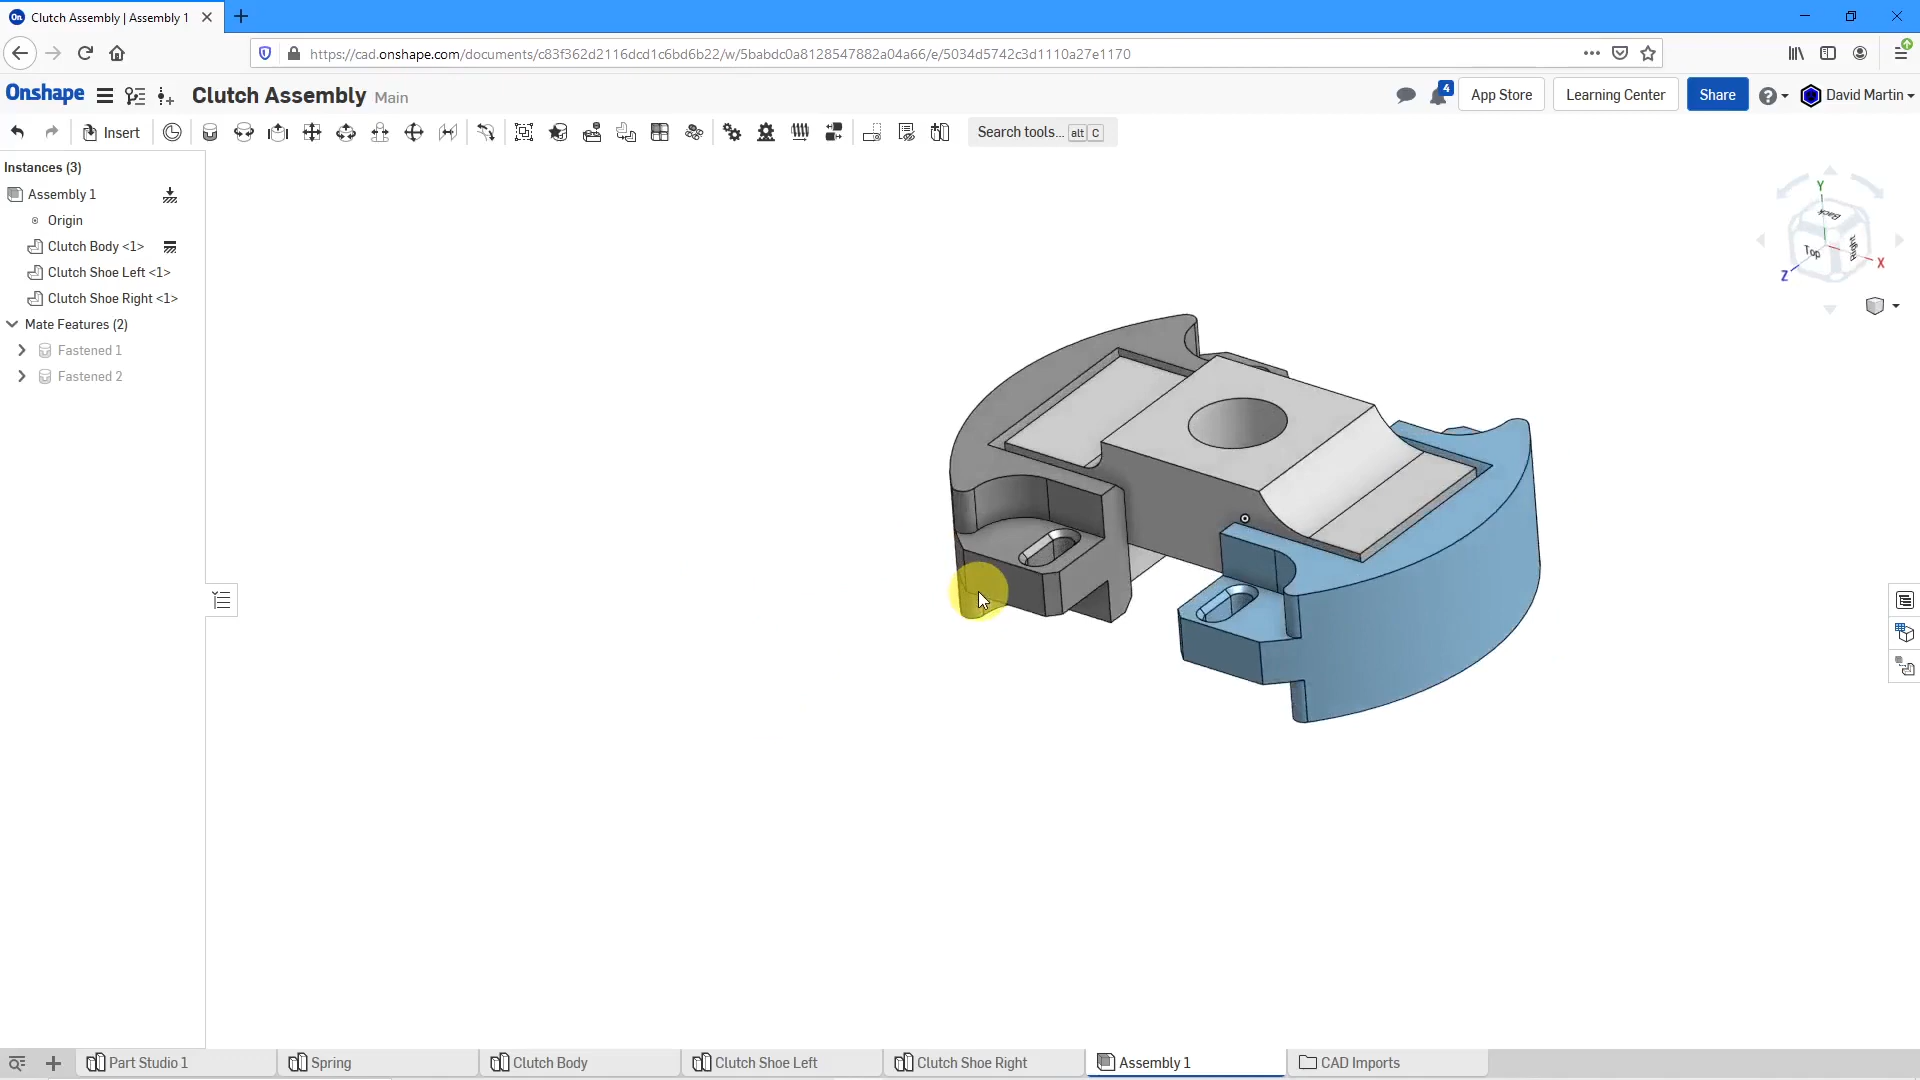 Clutch Assembly | Assembly 1
https://cad.onshape.com/documents/c83f362d2116dcd1c6bd6b22/w/5babdc0a8128547882a04a66/e/5034d5742c3d1110a27e1170
Onshape
Clutch Assembly Main
4
App Store
Learning Center
Share
David Martin
Insert
Search tools... alt C
Instances (3)
Assembly 1
Origin
Clutch Body <1>
Clutch Shoe Left <1>
Clutch Shoe Right <1>
Mate Features (2)
Fastened 1
Fastened 2
Y
Back
Top
Right
Z
X
Part Studio 1
Spring
Clutch Body
Clutch Shoe Left
Clutch Shoe Right
Assembly 1
CAD Imports